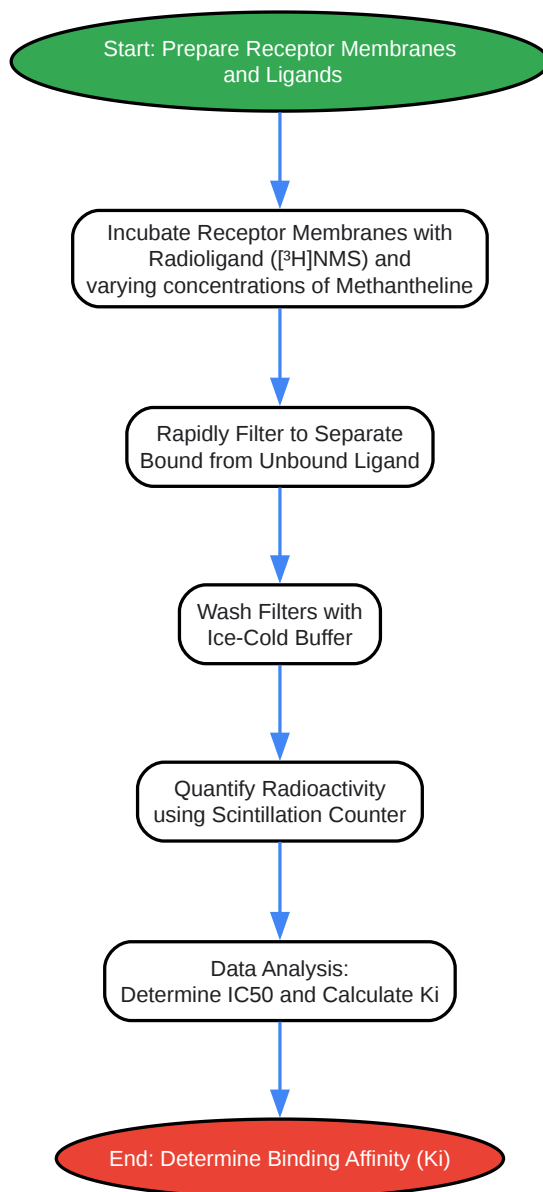 Start: Prepare Receptor Membranes
and Ligands
Incubate Receptor Membranes with
Radioligand ([³H]NMS) and
varying concentrations of Methantheline
Rapidly Filter to Separate
Bound from Unbound Ligand
Wash Filters with
Ice-Cold Buffer
Quantify Radioactivity
using Scintillation Counter
Data Analysis:
Determine IC50 and Calculate Ki
End: Determine Binding Affinity (Ki)